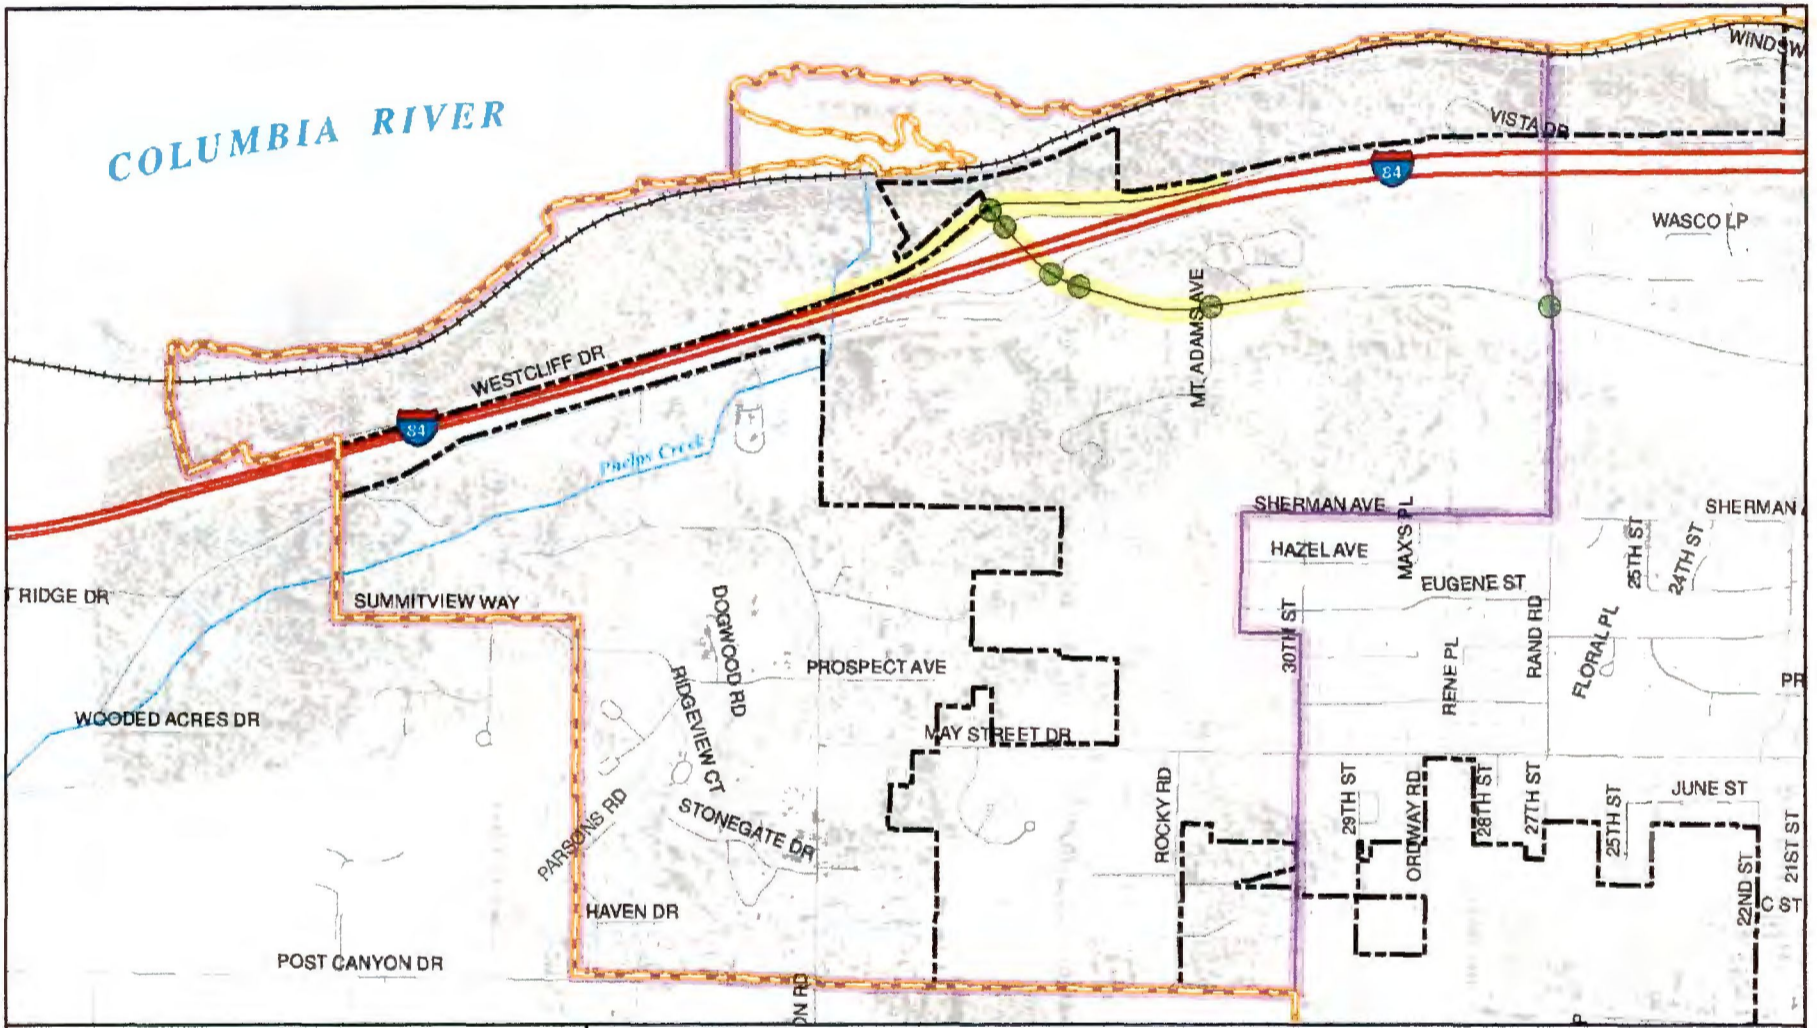 COLUMBIA RIVER
VISTA DR
84
WASCO LP
MT. ADAMS AVE
WESTCLIFF DR
84
Phelps Creek
SHERMAN AVE
MAX'S PL
HAZEL AVE
EUGENE ST
25TH ST
24TH ST
RIDGE DR
SUMMITVIEW WAY
DOGWOOD RD
30TH ST
RENE PL
RAND RD
FLORAL PL
PROSPECT AVE
RIDGEVIEW CT
WOODED ACRES DR
MAY STREET DR
PARSONS RD
STONEGATE DR
ROCKY RD
29TH ST
ORDWAY RD
28TH ST
27TH ST
25TH ST
JUNE ST
22ND ST
21ST ST
C ST
HAVEN DR
POST CANYON DR
SHERMAN